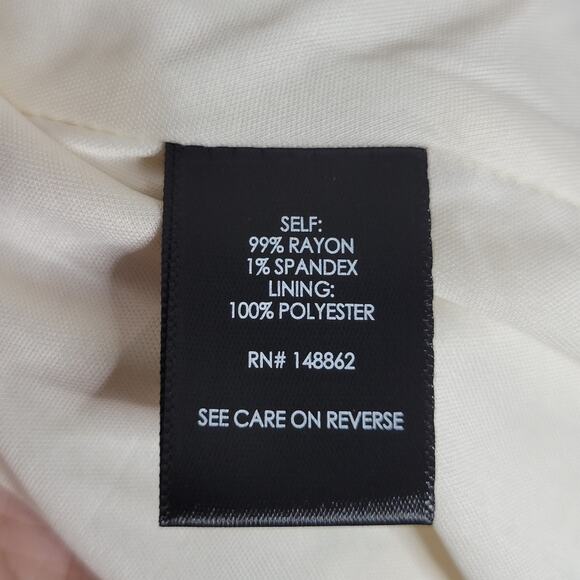 SELF:
99% RAYON
1% SPANDEX
LINING:
100% POLYESTER
RN# 148862
SEE CARE ON REVERSE